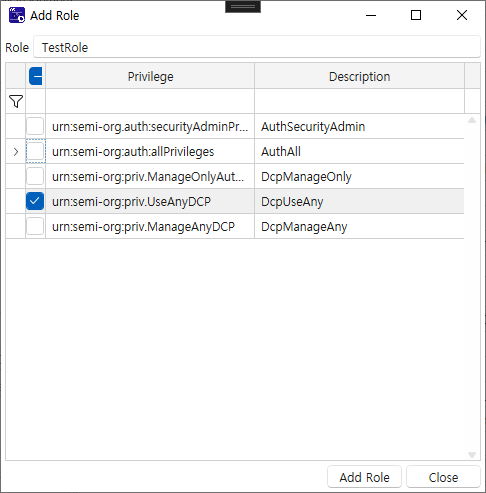 Add Role
Role TestRole
Privilege Description
urn:semi-org.auth:securityAdminPr... AuthSecurityAdmin
urn:semi-org:auth:allPrivileges AuthAll
urn:semi-org:priv.ManageOnlyAut... DcpManageOnly
urn:semi-org:priv.UseAnyDCP DcpUseAny
urn:semi-org:priv.ManageAnyDCP DcpManageAny
Add Role Close